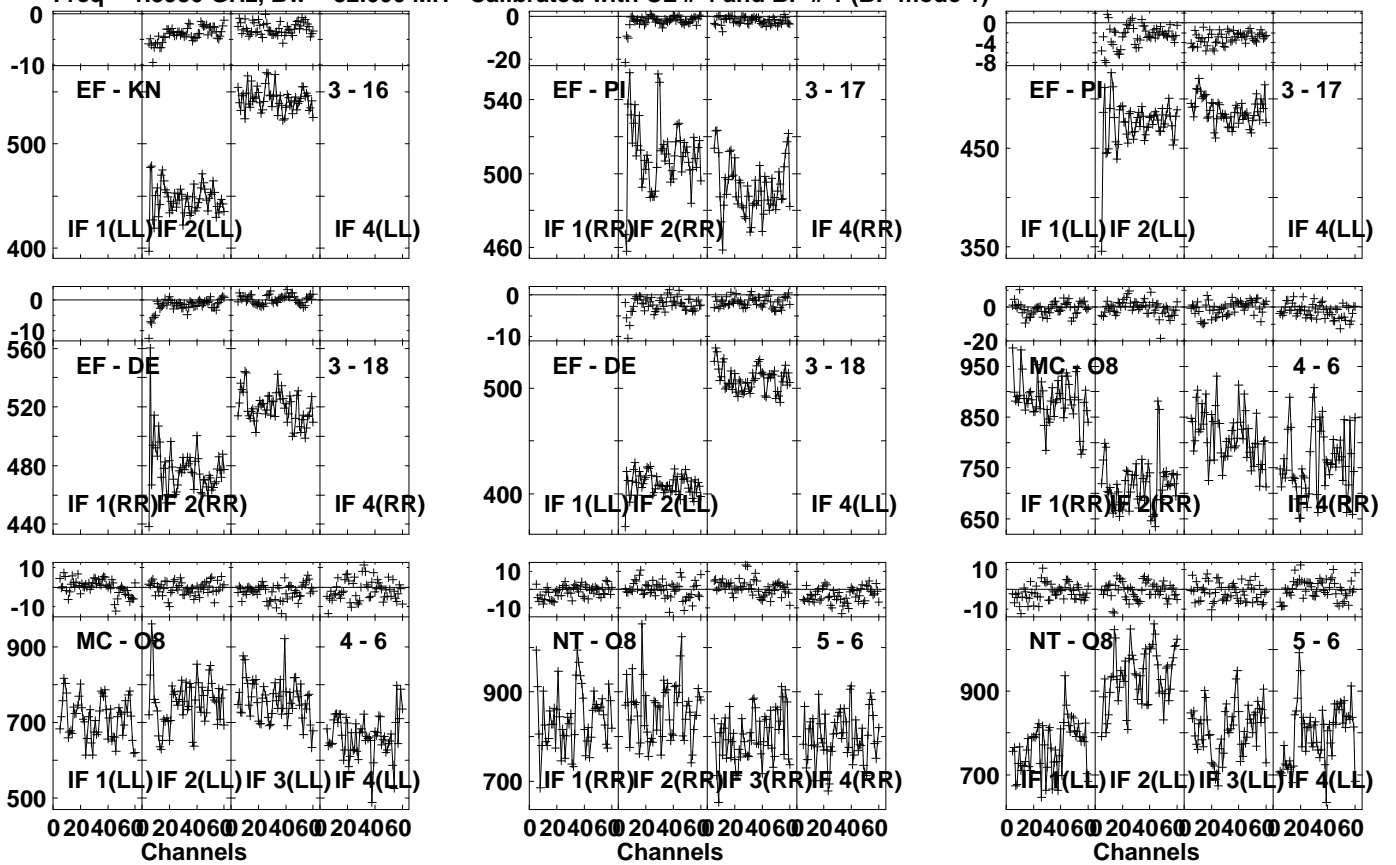 0 0 0
-10 -20 -4
-8
EF - KN 3 - 16 EF - PI 3 - 17 EF - PI 3 - 17
540
500 500 450
IF 1(LL) IF 2(LL) IF 4(LL) IF 1(RR) IF 2(RR) IF 4(RR) IF 1(LL) IF 2(LL) IF 4(LL)
400 460 350
0 0 0
-10 -10 -20
560 950
EF - DE 3 - 18 EF - DE 3 - 18 MC - O8 4 - 6
520 500 850
480 400 750
IF 1(RR) IF 2(RR) IF 4(RR) IF 1(LL) IF 2(LL) IF 4(LL) IF 1(RR) IF 2(RR) IF 4(RR)
440 650
10 10 10
-10 -10 -10
MC - O8 4 - 6 NT - O8 5 - 6 NT - O8 5 - 6
900 900 900
700 700 700
IF 1(LL) IF 2(LL) IF 3(LL) IF 4(LL) IF 1(RR) IF 2(RR) IF 3(RR) IF 4(RR) IF 1(LL) IF 2(LL) IF 3(LL) IF 4(LL)
500
0 20 40 60 0 20 40 60 0 20 40 60 0 20 40 60 0 20 40 60 0 20 40 60 0 20 40 60 0 20 40 60 0 20 40 60 0 20 40 60 0 20 40 60 0 20 40 60
Channels Channels Channels